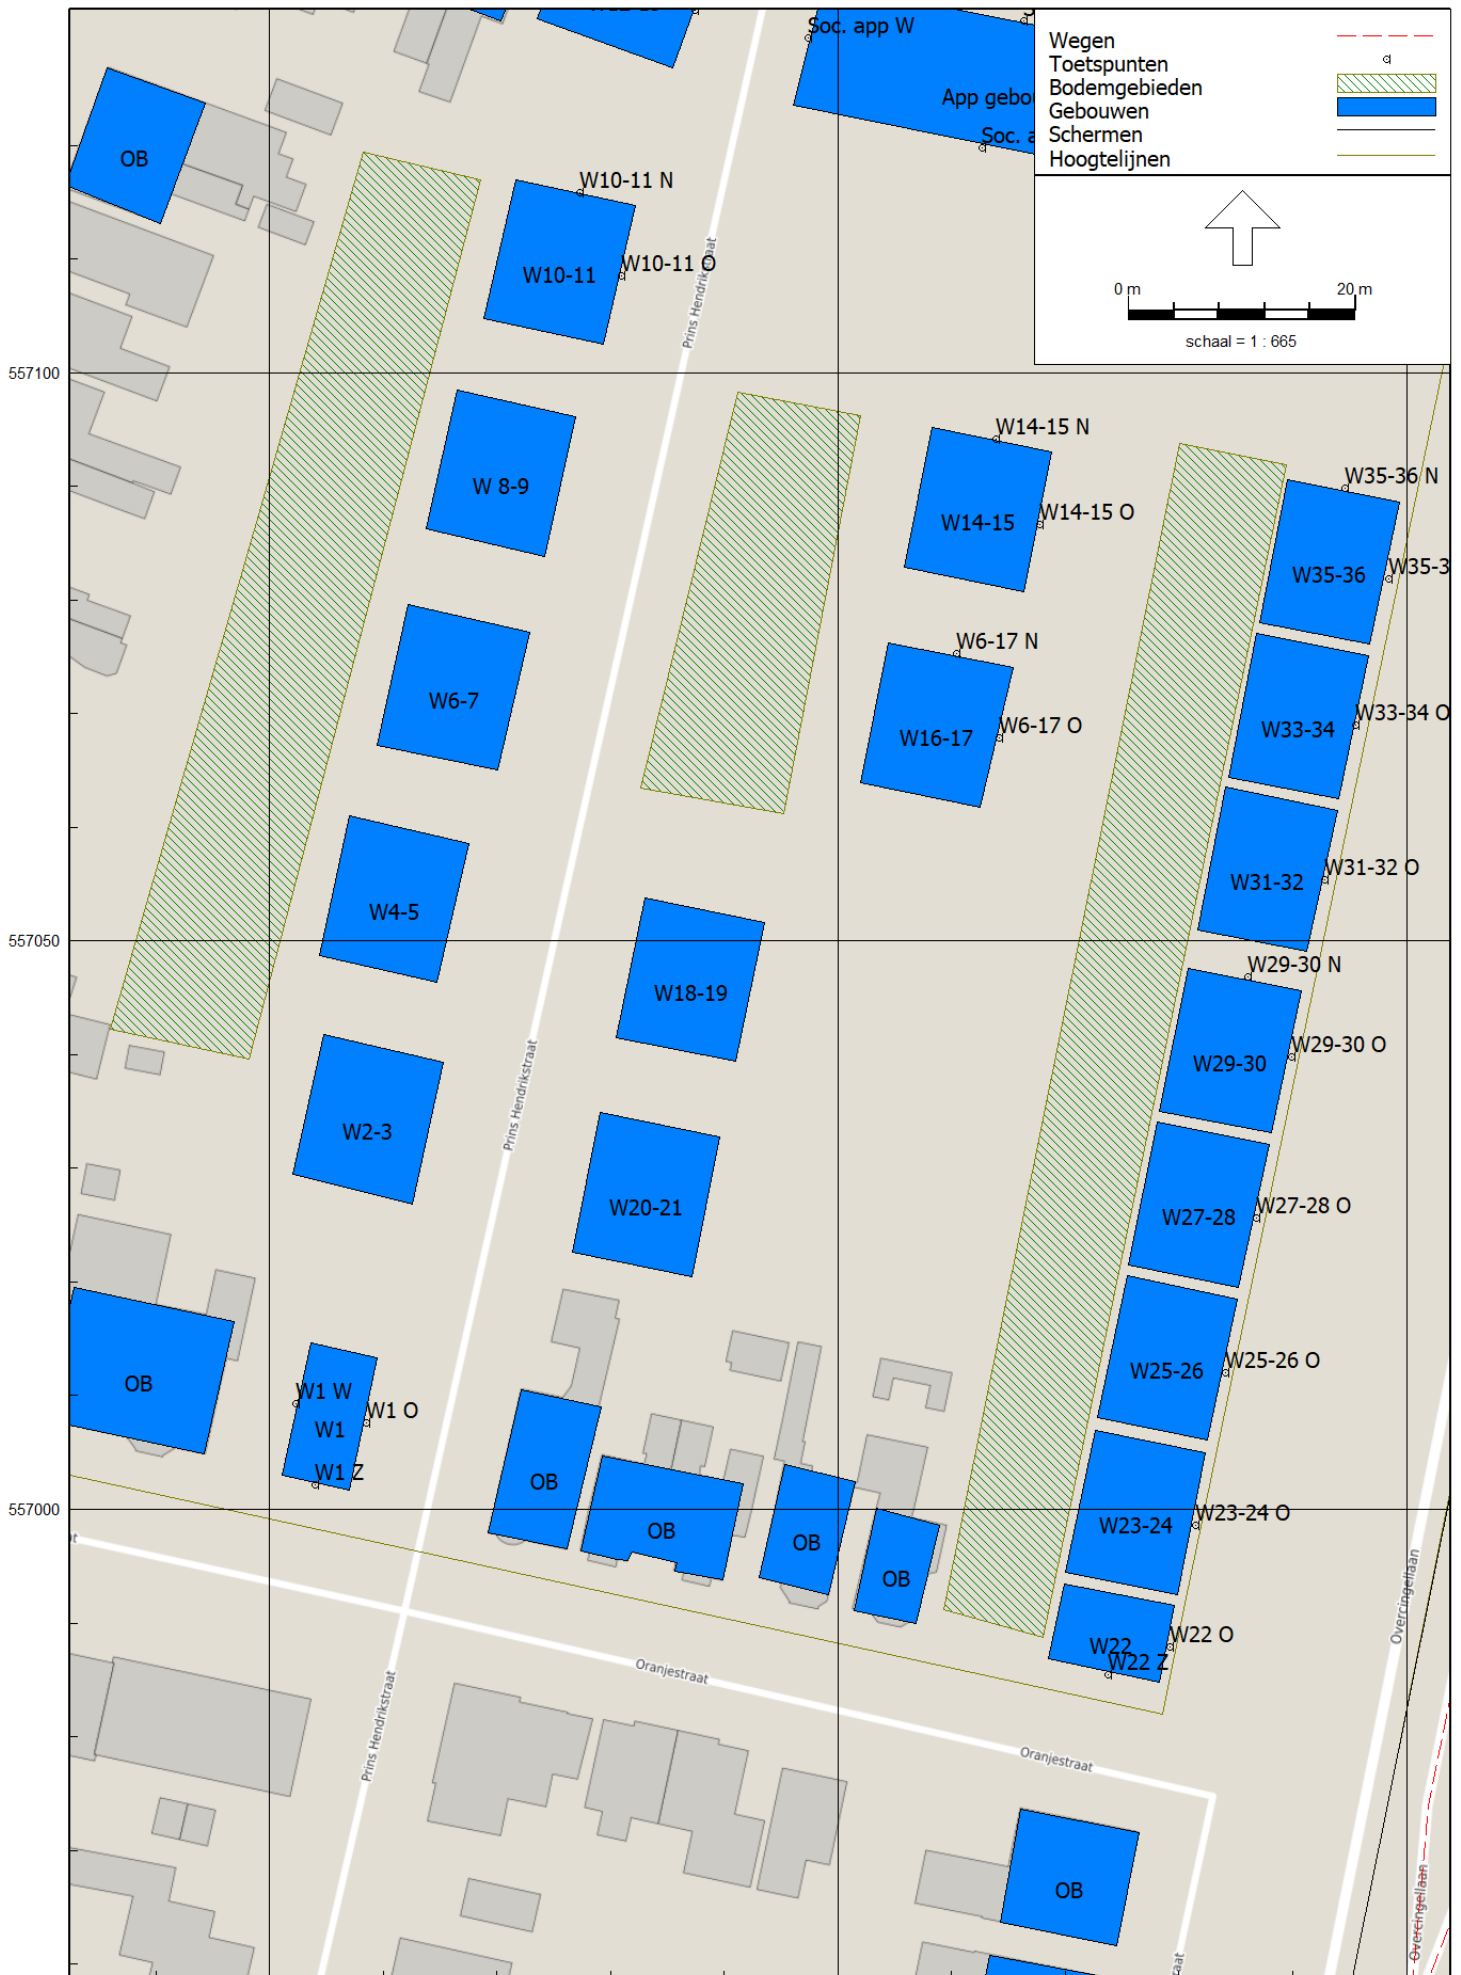 Soc. app W
App gebou
Soc. a
Wegen
Toetspunten
Bodemgebieden
Gebouwen
Schermen
Hoogtelijnen
0 m
20 m
schaal = 1 : 665
OB
W10-11 N
W10-11
W10-11 O
Prins Hendrikstraat
557100
W 8-9
W14-15 N
W14-15
W14-15 O
W35-36 N
W35-36
W35-3
W6-7
W6-17 N
W16-17
W6-17 O
W33-34
W33-34 O
W4-5
W31-32
W31-32 O
557050
W18-19
W29-30 N
W29-30
W29-30 O
Prins Hendrikstraat
W2-3
W20-21
W27-28
W27-28 O
OB
W1 W
W1
W1 O
W1 Z
W25-26
W25-26 O
OB
OB
OB
OB
557000
W23-24
W23-24 O
W22
W22 O
W22 Z
Overcingellaan
Oranjestraat
Prins Hendrikstraat
Oranjestraat
OB
Overcingellaan